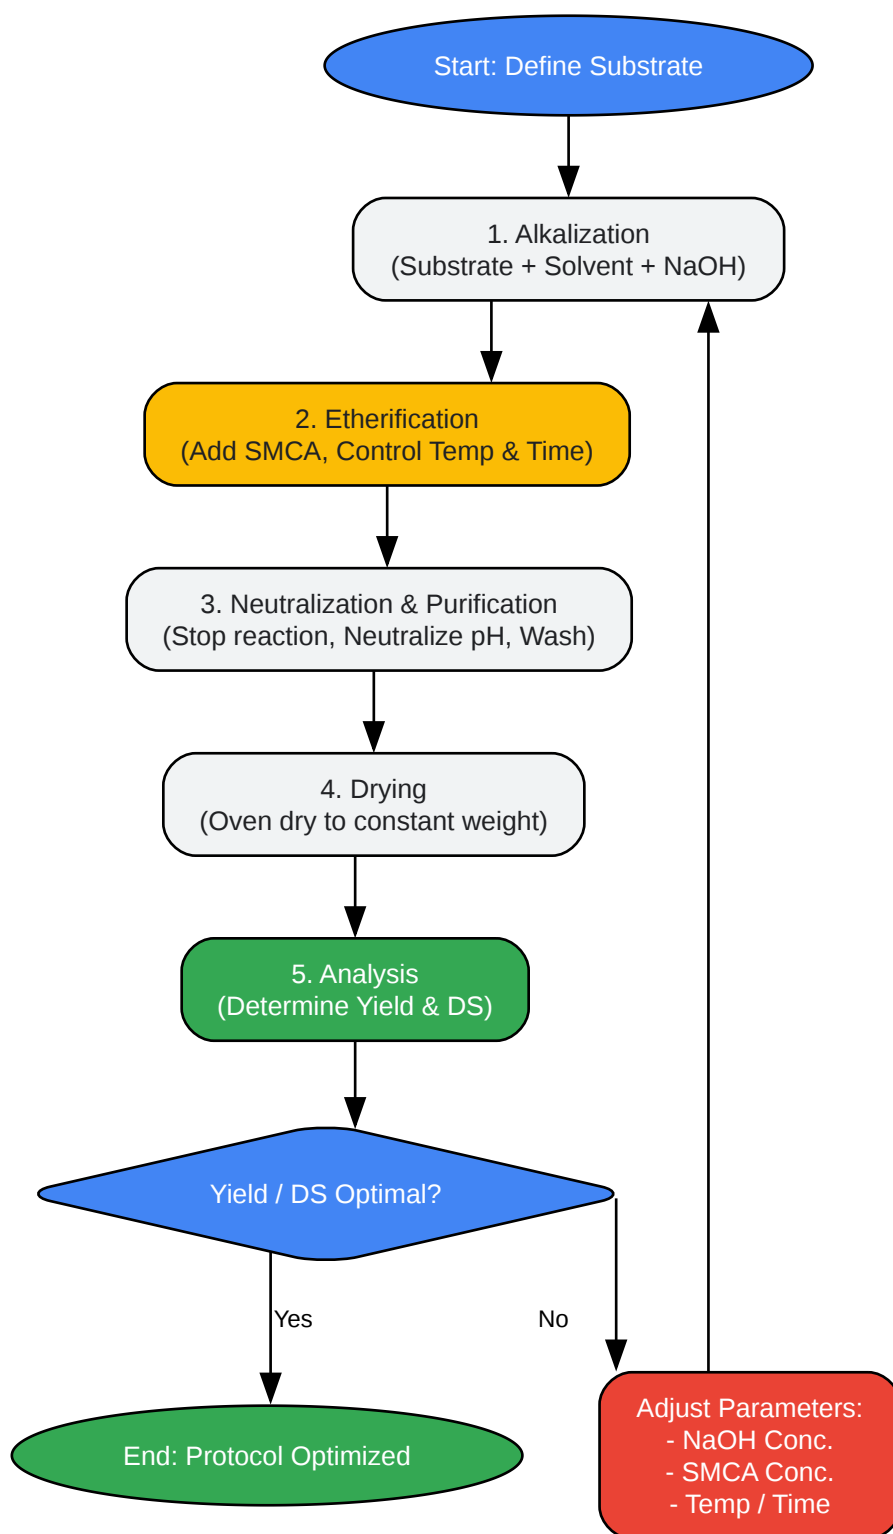 Start: Define Substrate
1. Alkalization
(Substrate + Solvent + NaOH)
2. Etherification
(Add SMCA, Control Temp & Time)
3. Neutralization & Purification
(Stop reaction, Neutralize pH, Wash)
4. Drying
(Oven dry to constant weight)
5. Analysis
(Determine Yield & DS)
Yield / DS Optimal?
Yes
No
End: Protocol Optimized
Adjust Parameters:
- NaOH Conc.
- SMCA Conc.
- Temp / Time